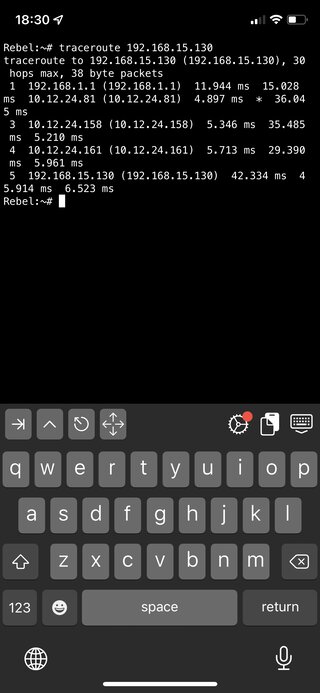 18:30
Rebel:~# traceroute 192.168.15.130
traceroute to 192.168.15.130 (192.168.15.130), 30
 hops max, 38 byte packets
 1  192.168.1.1 (192.168.1.1)  11.944 ms  15.028
ms  10.12.24.81 (10.12.24.81)  4.897 ms  *  36.04
5 ms
 3  10.12.24.158 (10.12.24.158)  5.346 ms  35.485
 ms  5.210 ms
 4  10.12.24.161 (10.12.24.161)  5.713 ms  29.390
 ms  5.961 ms
 5  192.168.15.130 (192.168.15.130)  42.334 ms  4
5.914 ms  6.523 ms
Rebel:~#
q w e r t y u i o p
a s d f g h j k l
z x c v b n m
123 space return